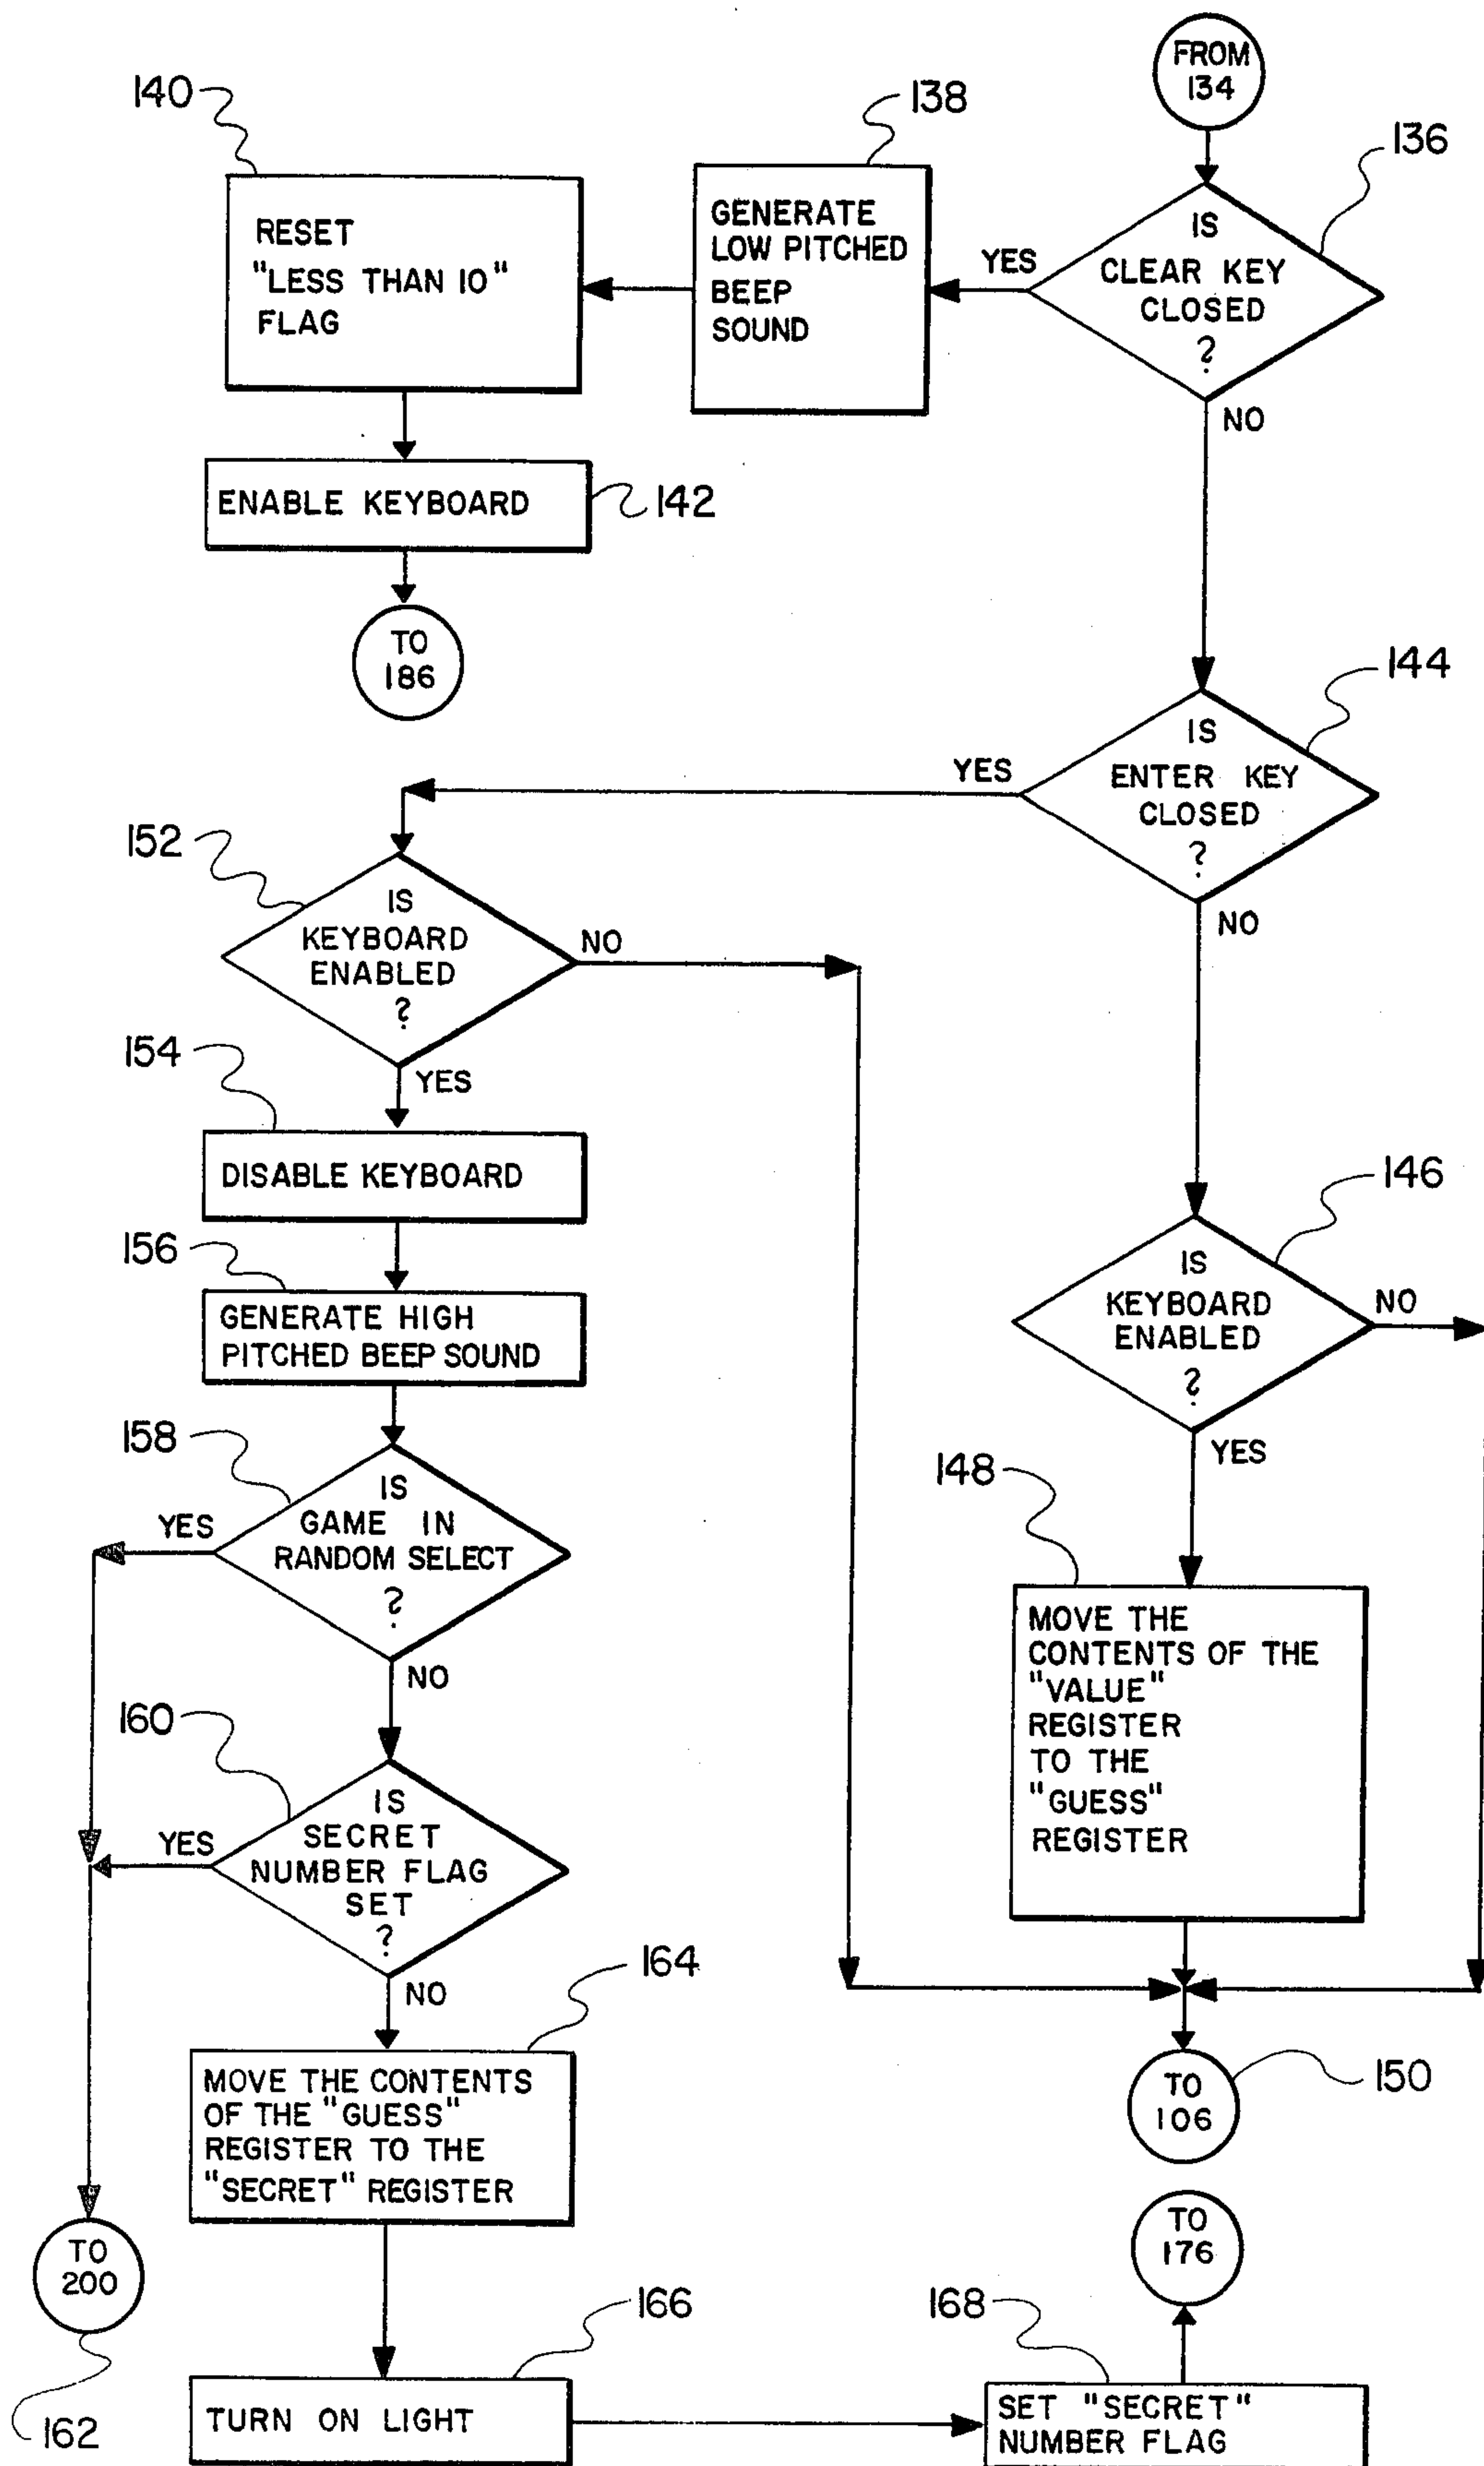 FROM
134
140
138
136
RESET
"LESS THAN 10"
FLAG
GENERATE
LOW PITCHED
BEEP
SOUND
YES
IS
CLEAR KEY
CLOSED
?
NO
ENABLE KEYBOARD
142
TO
186
144
YES
IS
ENTER KEY
CLOSED
?
NO
152
IS
KEYBOARD
ENABLED
?
NO
YES
154
DISABLE KEYBOARD
146
IS
KEYBOARD
ENABLED
?
NO
YES
156
GENERATE HIGH
PITCHED BEEP SOUND
158
YES
IS
GAME IN
RANDOM SELECT
?
NO
148
MOVE THE
CONTENTS OF THE
"VALUE"
REGISTER
TO THE
"GUESS"
REGISTER
160
YES
IS
SECRET
NUMBER FLAG
SET
?
NO
164
MOVE THE CONTENTS
OF THE "GUESS"
REGISTER TO THE
"SECRET" REGISTER
TO
106
150
TO
200
162
TO
176
166
TURN ON LIGHT
168
SET "SECRET"
NUMBER FLAG